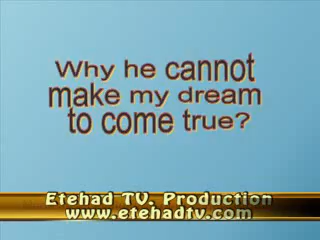 Why he cannot
make my dream
to come true?
Etehad TV. Production
www.etehadtv.com